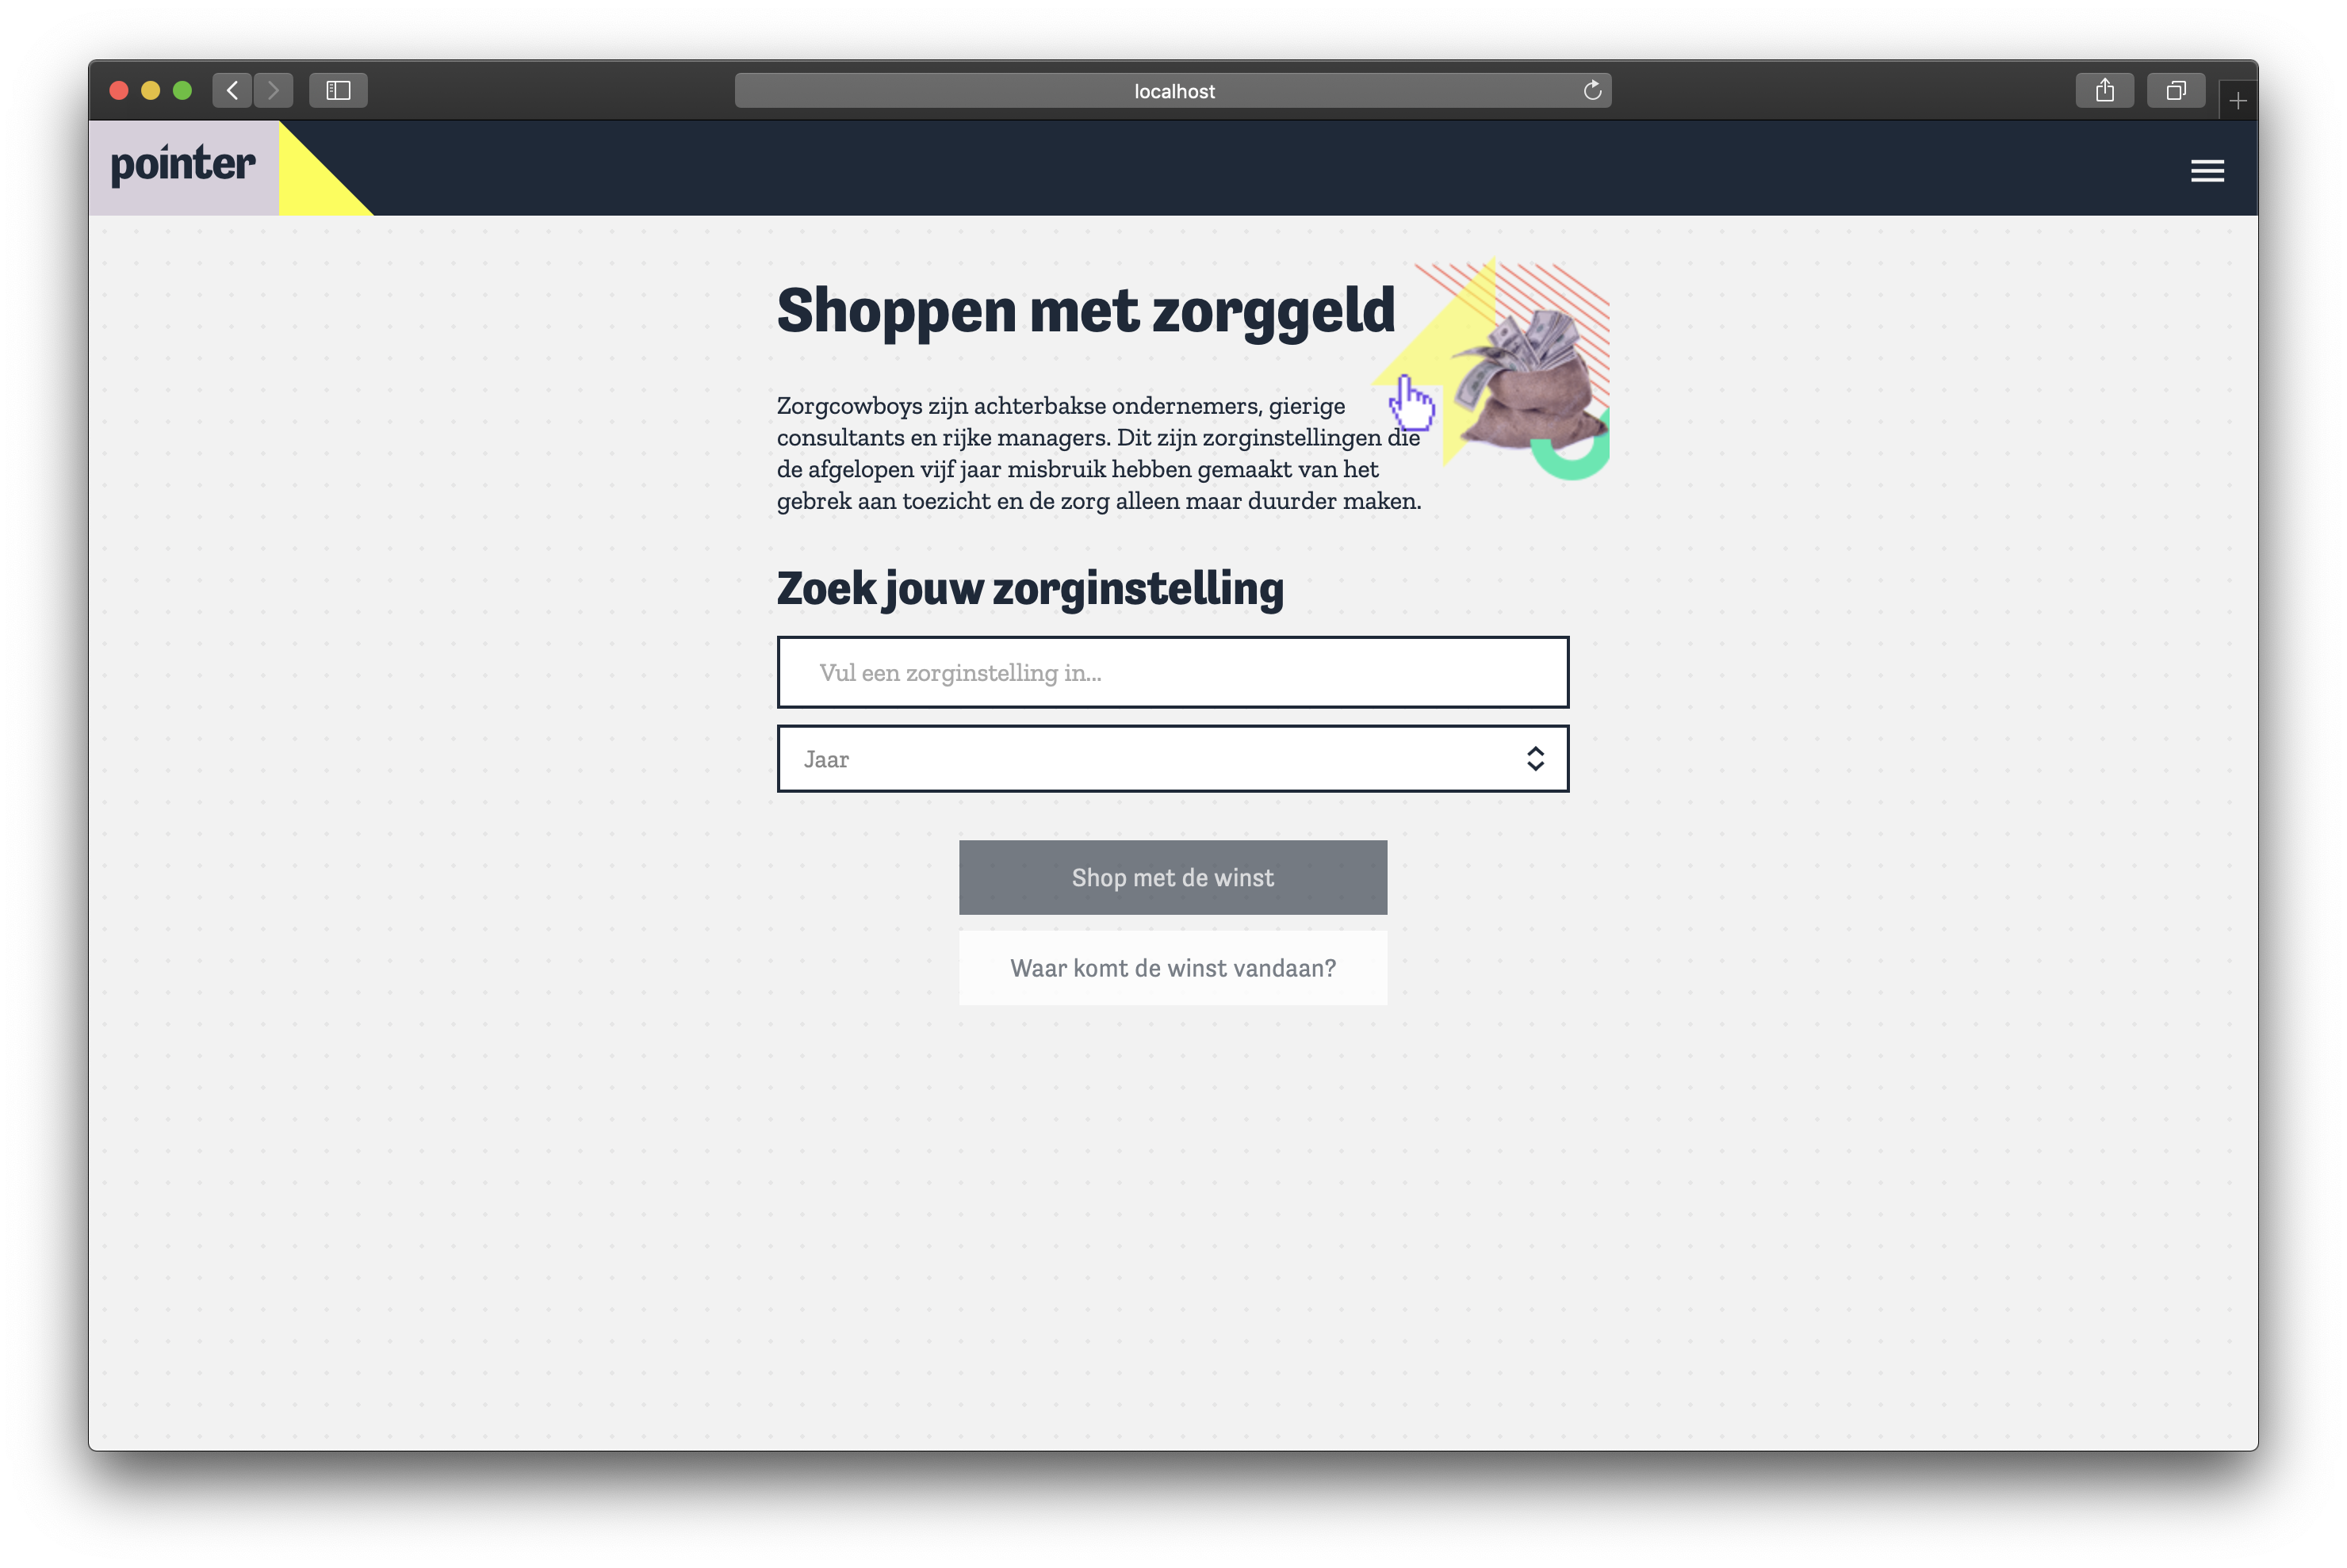 localhost
pointer
Shoppen met zorggeld
Zorgcowboys zijn achterbakse ondernemers, gierige
consultants en rijke managers. Dit zijn zorginstellingen die
de afgelopen vijf jaar misbruik hebben gemaakt van het
gebrek aan toezicht en de zorg alleen maar duurder maken.
Zoek jouw zorginstelling
Vul een zorginstelling in...
Jaar
Shop met de winst
Waar komt de winst vandaan?